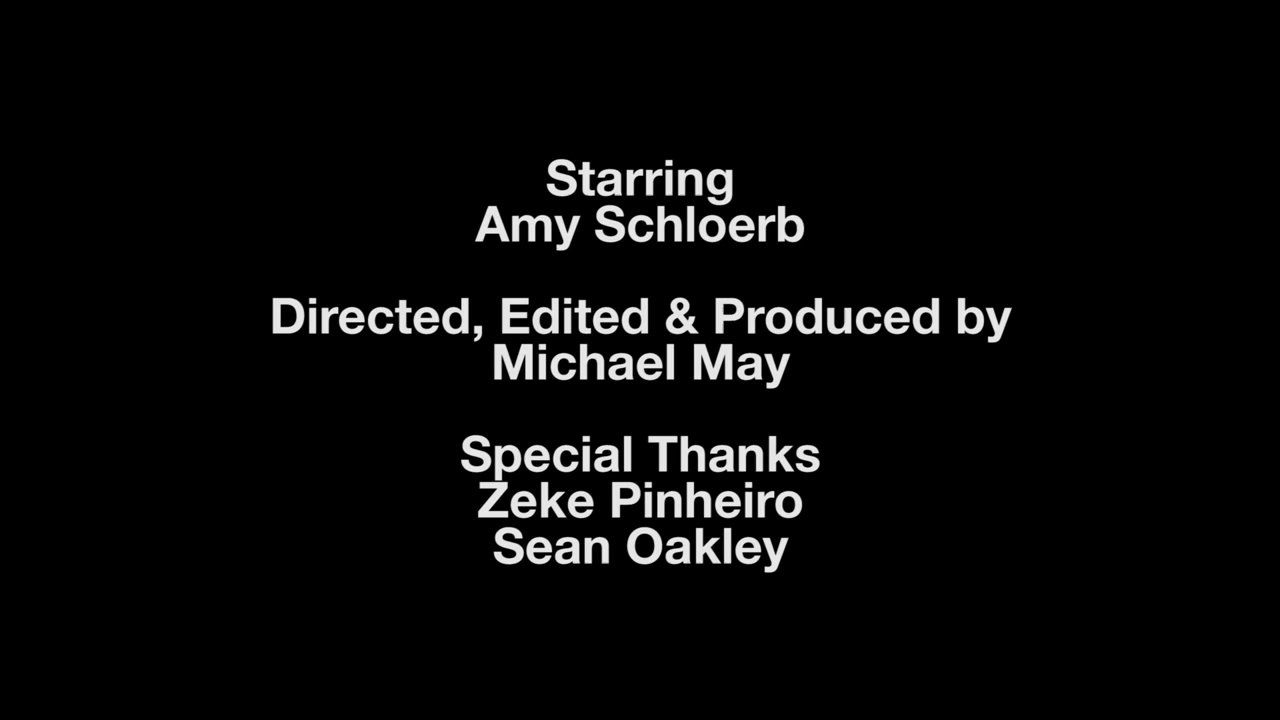 Starring
Amy Schloerb
Directed, Edited & Produced by
Michael May
Special Thanks
Zeke Pinheiro
Sean Oakley